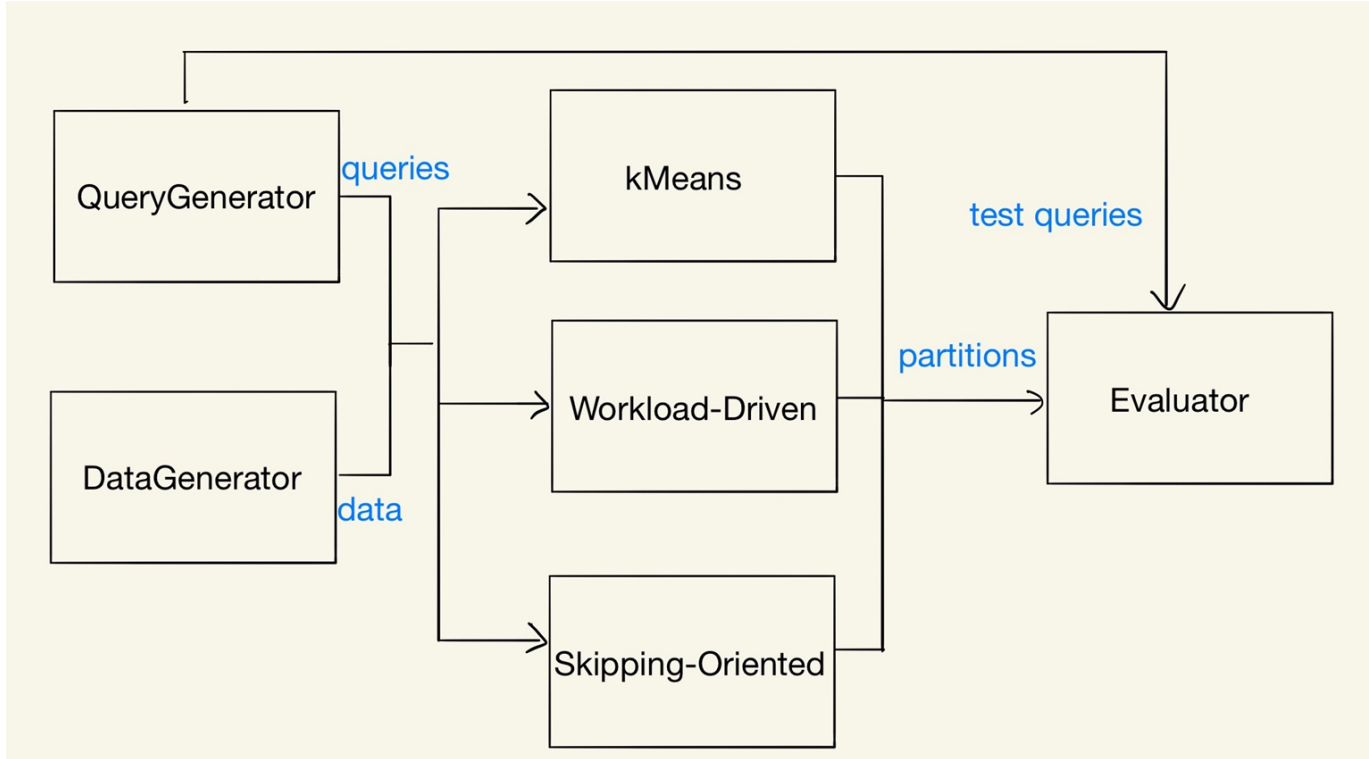 QueryGenerator
queries
DataGenerator
data
kMeans
Workload-Driven
Skipping-Oriented
partitions
test queries
Evaluator